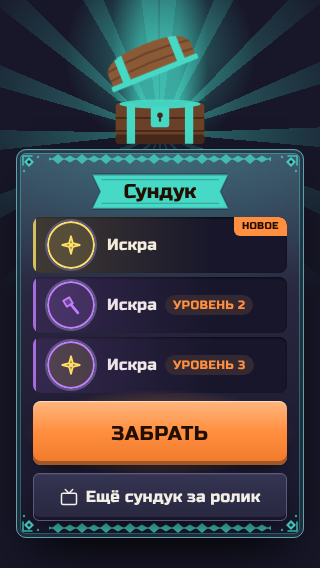 Сундук
НОВОЕ
Искра
Искра УРОВЕНЬ 2
Искра УРОВЕНЬ 3
ЗАБРАТЬ
Ещё сундук за ролик